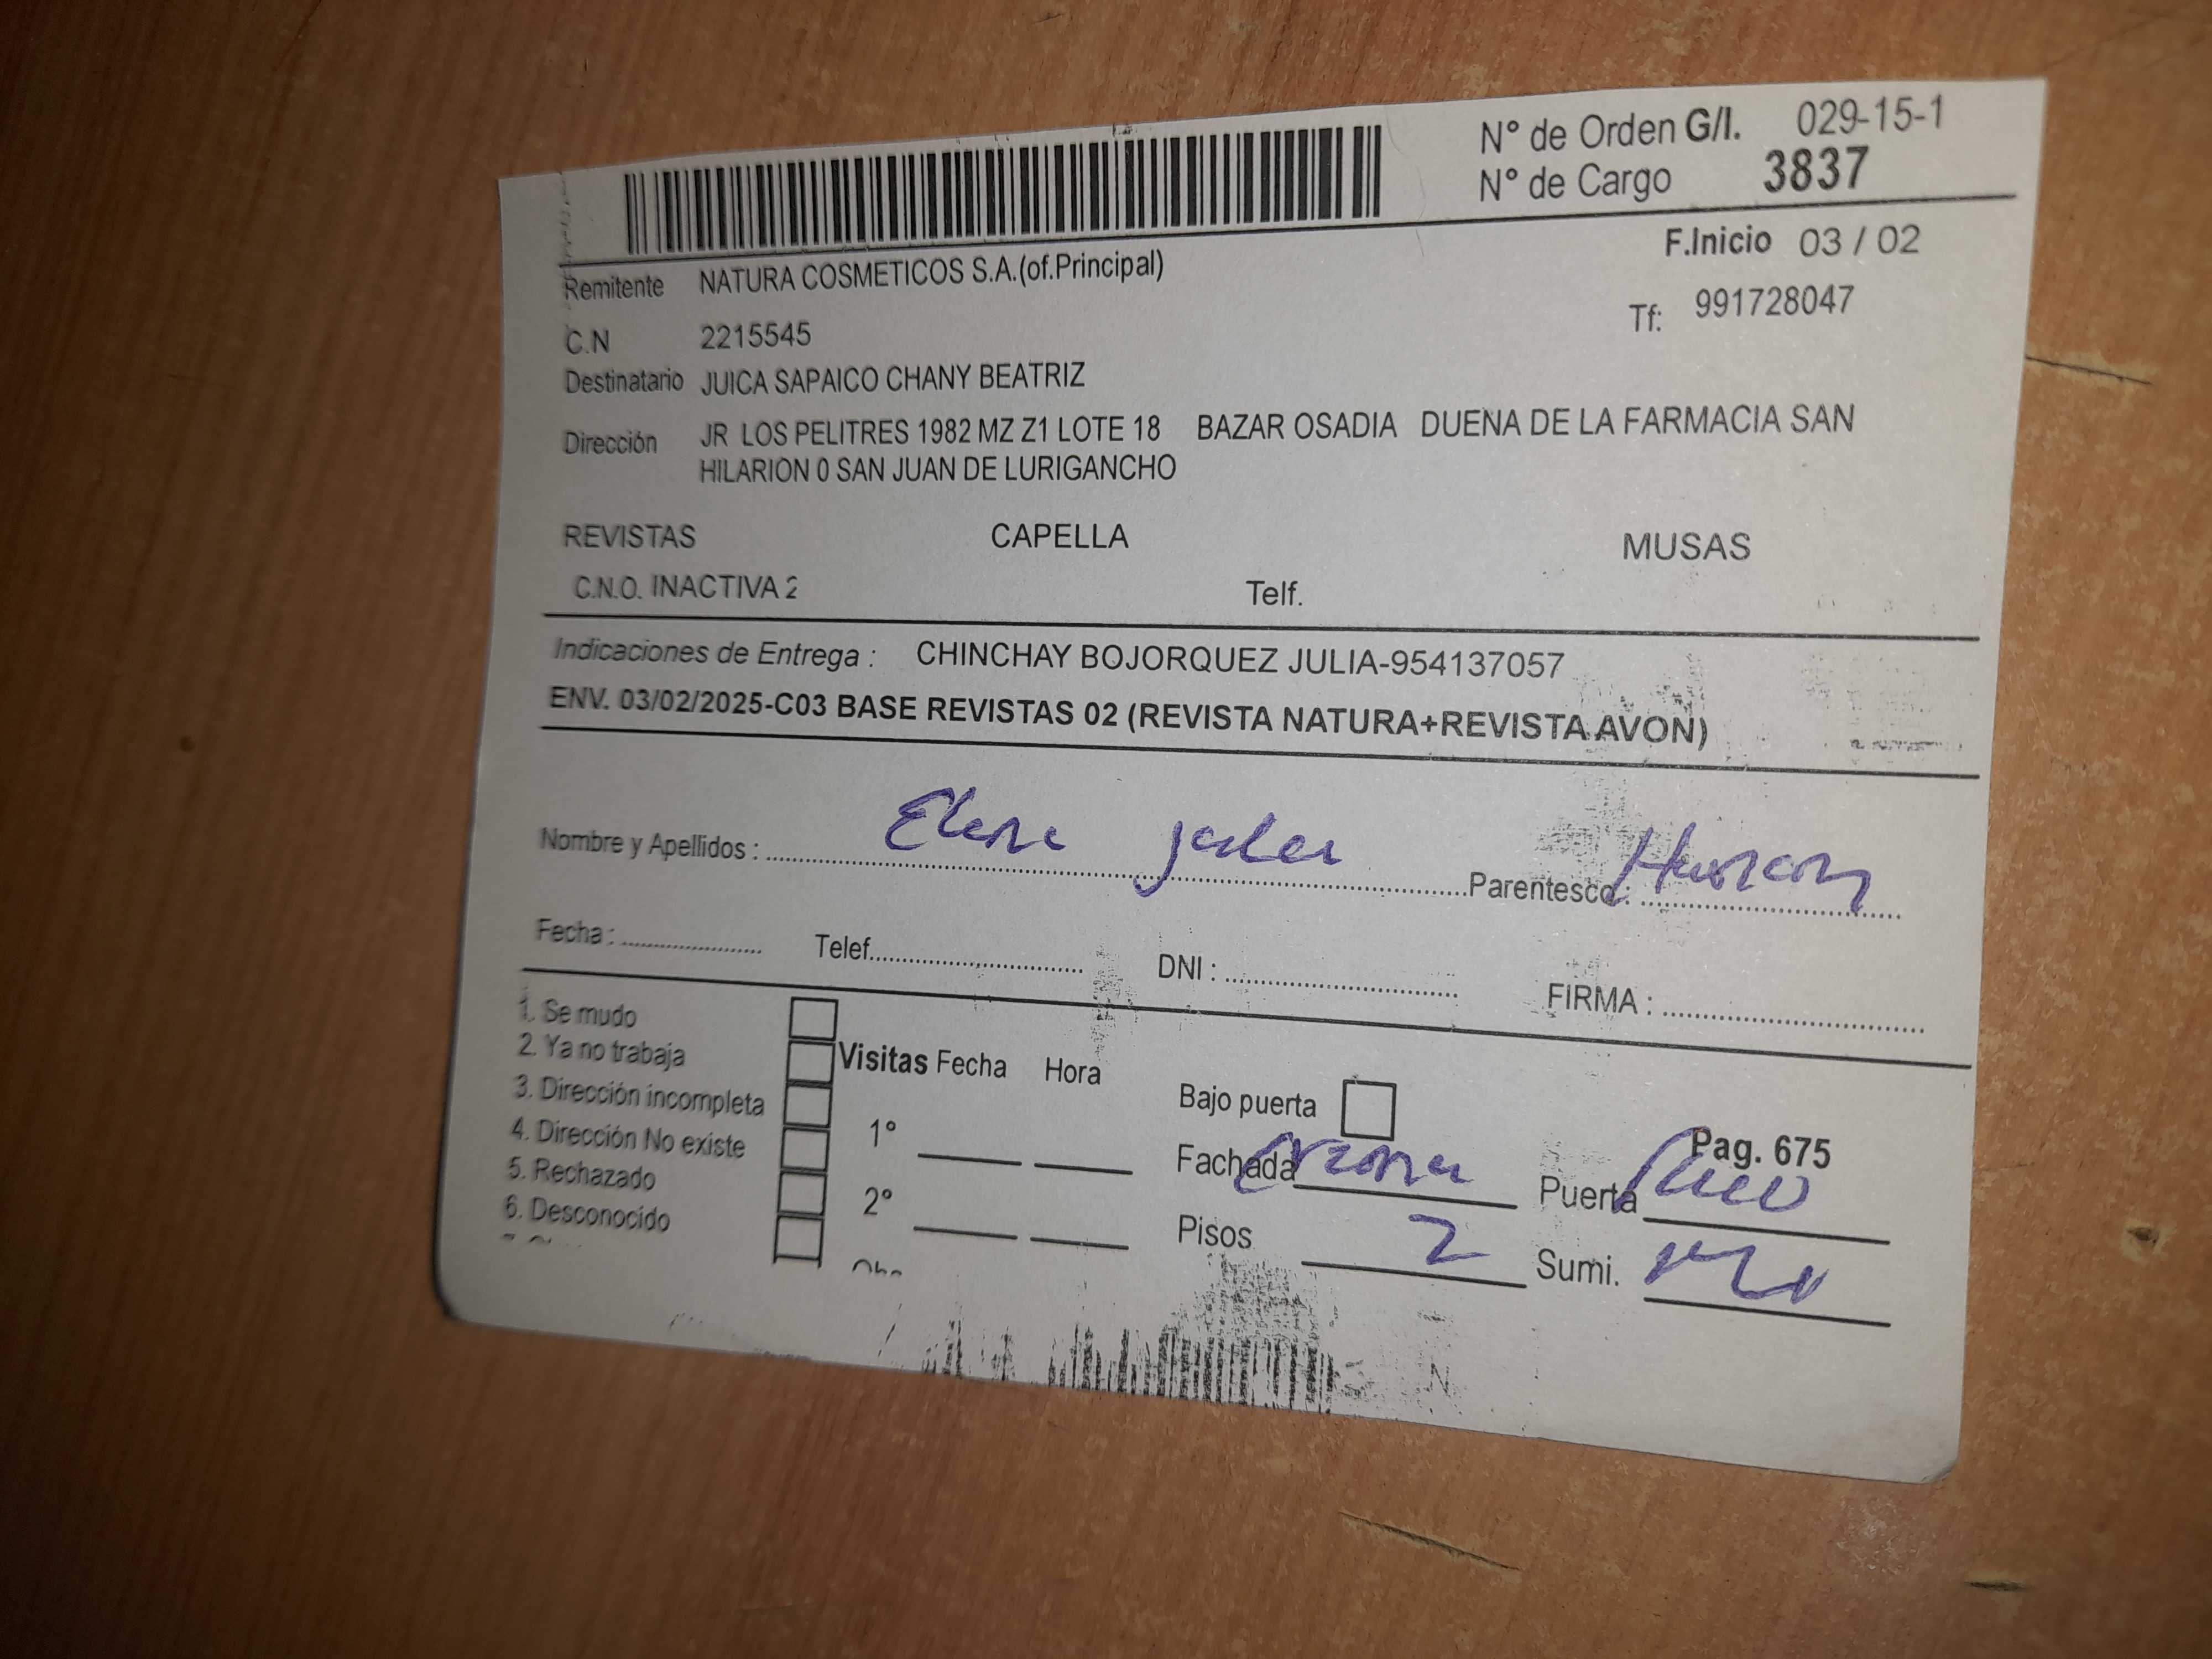 N° de Orden G/I. 029-15-1
N° de Cargo 3837
F.Inicio 03 / 02
Remitente NATURA COSMETICOS S.A.(of.Principal)
Tf: 991728047
C.N 2215545
Destinatario JUICA SAPAICO CHANY BEATRIZ
Dirección JR LOS PELITRES 1982 MZ Z1 LOTE 18 BAZAR OSADIA DUENA DE LA FARMACIA SAN
HILARION 0 SAN JUAN DE LURIGANCHO
REVISTAS CAPELLA MUSAS
C.N.O. INACTIVA 2 Telf.
Indicaciones de Entrega : CHINCHAY BOJORQUEZ JULIA-954137057
ENV. 03/02/2025-C03 BASE REVISTAS 02 (REVISTA NATURA+REVISTA AVON)
Nombre y Apellidos : Elena Parentesco :
Fecha : Telef. DNI : FIRMA :
1. Se mudo
2. Ya no trabaja
3. Dirección incompleta
4. Dirección No existe
5. Rechazado
6. Desconocido
Visitas Fecha Hora
1°
2°
Bajo puerta
Pag. 675
Fachada Puerta
Pisos 2 Sumi.